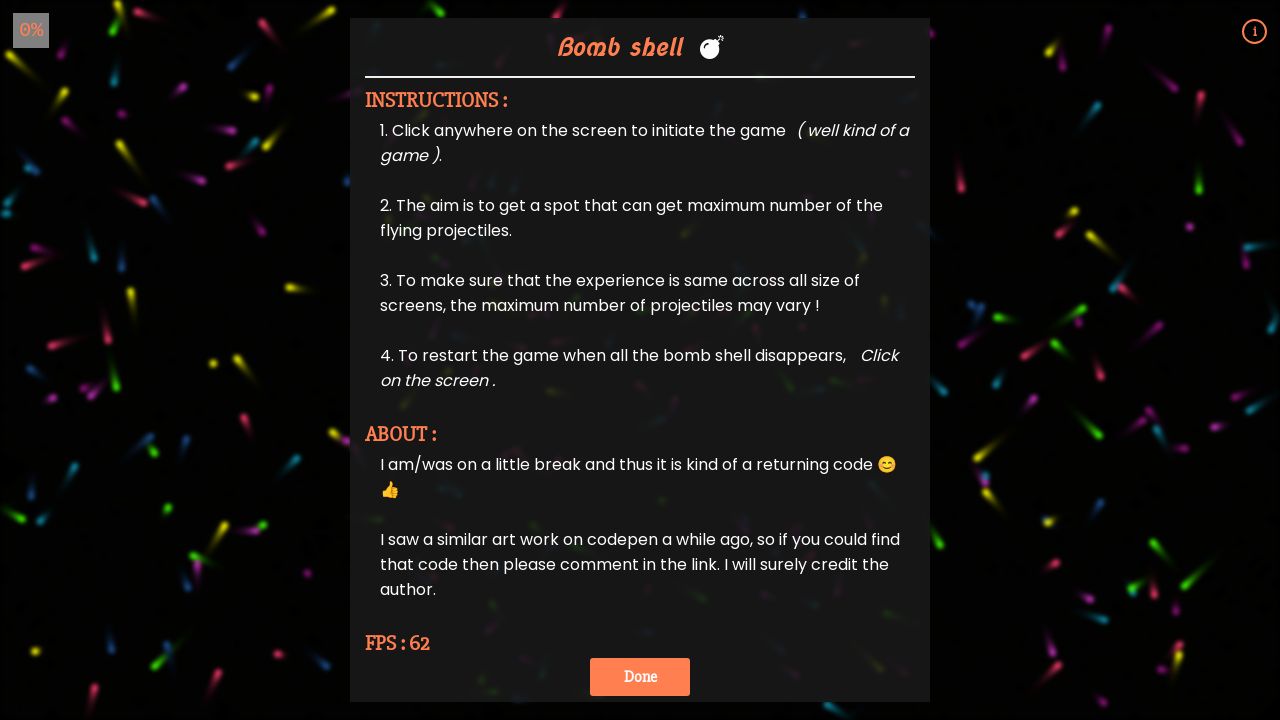 0%
i
Bomb shell 💣
INSTRUCTIONS :
1. Click anywhere on the screen to initiate the game ( well kind of a
game ).
2. The aim is to get a spot that can get maximum number of the
flying projectiles.
3. To make sure that the experience is same across all size of
screens, the maximum number of projectiles may vary !
4. To restart the game when all the bomb shell disappears, Click
on the screen .
ABOUT :
I am/was on a little break and thus it is kind of a returning code 😊
👍
I saw a similar art work on codepen a while ago, so if you could find
that code then please comment in the link. I will surely credit the
author.
FPS : 62
Done